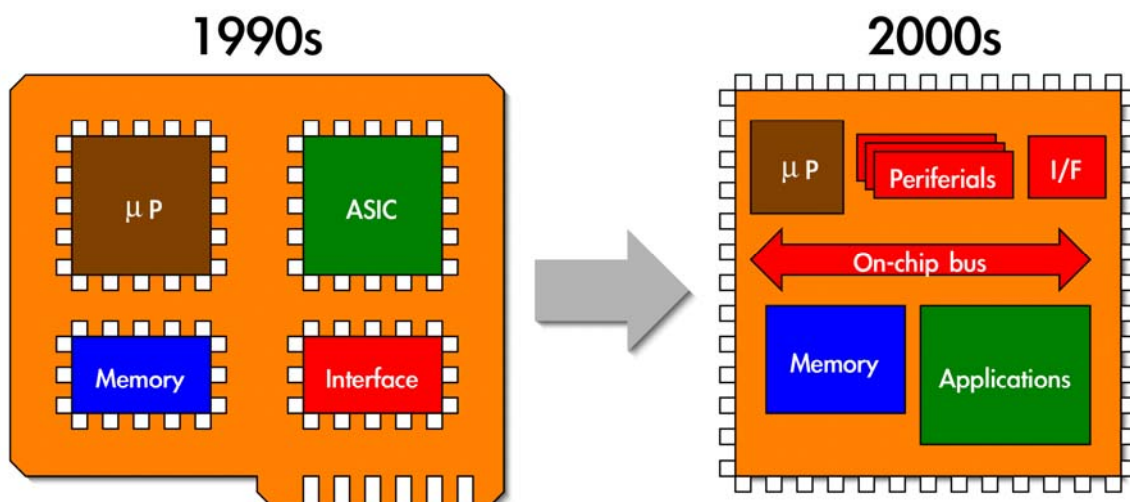 1990s
2000s
μ P
ASIC
Memory
Interface
μ P
Periferials
I/F
On-chip bus
Memory
Applications